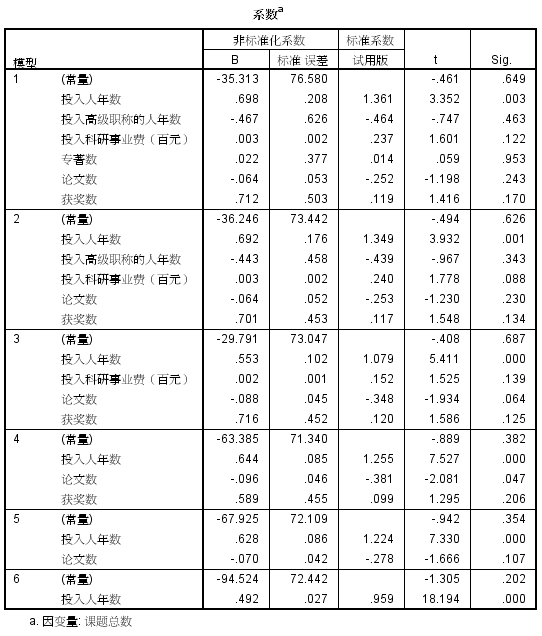 系数a
非标准化系数 标准系数
模型 B 标准 误差 试用版 t Sig.
1 (常量) -35.313 76.580 -.461 .649
投入人年数 .698 .208 1.361 3.352 .003
投入高级职称的人年数 -.467 .626 -.464 -.747 .463
投入科研事业费（百元） .003 .002 .237 1.601 .122
专著数 .022 .377 .014 .059 .953
论文数 -.064 .053 -.252 -1.198 .243
获奖数 .712 .503 .119 1.416 .170
2 (常量) -36.246 73.442 -.494 .626
投入人年数 .692 .176 1.349 3.932 .001
投入高级职称的人年数 -.443 .458 -.439 -.967 .343
投入科研事业费（百元） .003 .002 .240 1.778 .088
论文数 -.064 .052 -.253 -1.230 .230
获奖数 .701 .453 .117 1.548 .134
3 (常量) -29.791 73.047 -.408 .687
投入人年数 .553 .102 1.079 5.411 .000
投入科研事业费（百元） .002 .001 .152 1.525 .139
论文数 -.088 .045 -.348 -1.934 .064
获奖数 .716 .452 .120 1.586 .125
4 (常量) -63.385 71.340 -.889 .382
投入人年数 .644 .085 1.255 7.527 .000
论文数 -.096 .046 -.381 -2.081 .047
获奖数 .589 .455 .099 1.295 .206
5 (常量) -67.925 72.109 -.942 .354
投入人年数 .628 .086 1.224 7.330 .000
论文数 -.070 .042 -.278 -1.666 .107
6 (常量) -94.524 72.442 -1.305 .202
投入人年数 .492 .027 .959 18.194 .000
a. 因变量: 课题总数